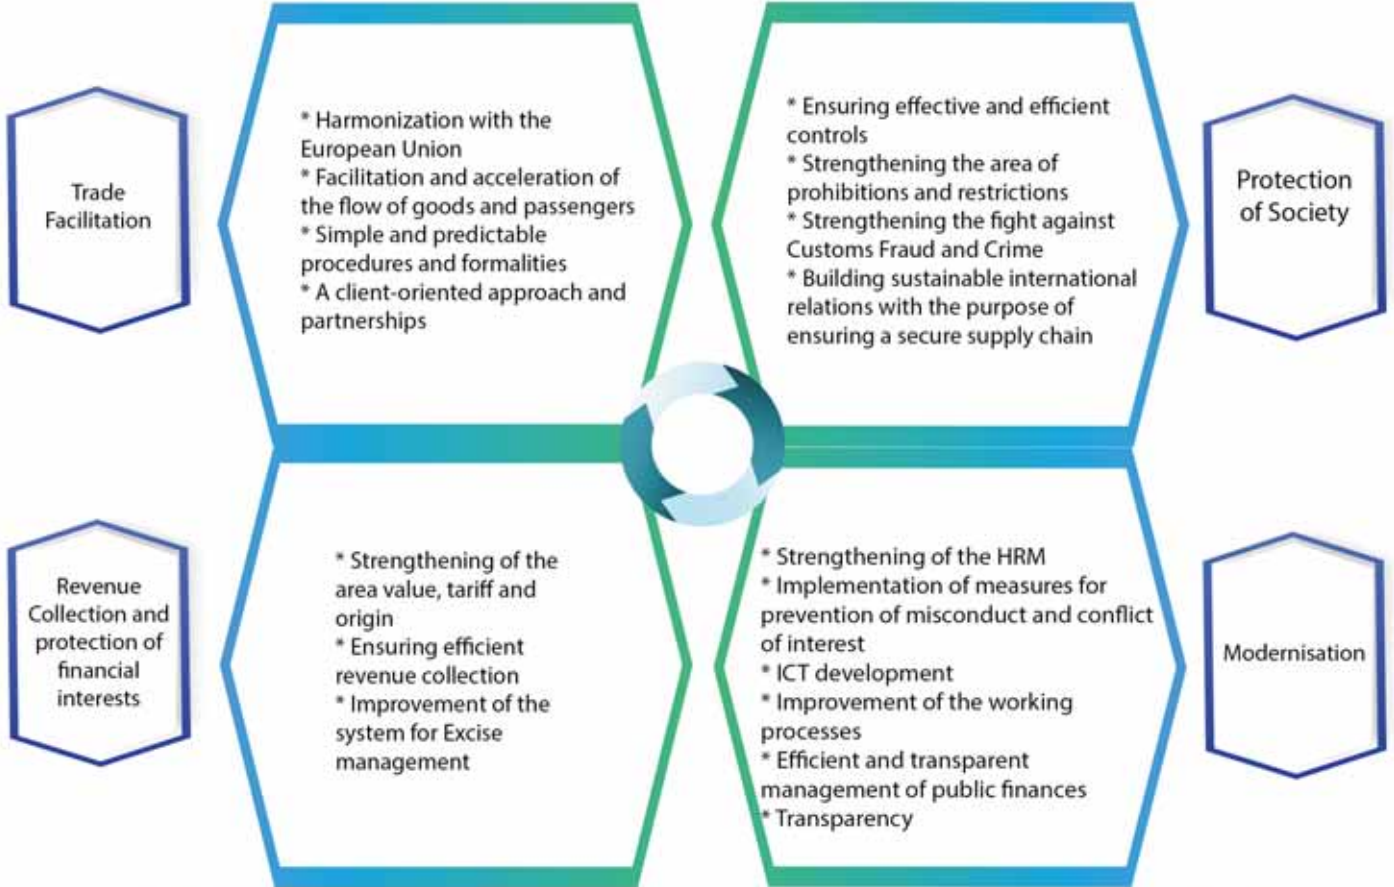 Trade
Facilitation
* Harmonization with the
European Union
* Facilitation and acceleration of
the flow of goods and passengers
* Simple and predictable
procedures and formalities
* A client-oriented approach and
partnerships
* Ensuring effective and efficient
controls
* Strengthening the area of
prohibitions and restrictions
* Strengthening the fight against
Customs Fraud and Crime
* Building sustainable international
relations with the purpose of
ensuring a secure supply chain
Protection
of Society
Revenue
Collection and
protection of
financial
interests
* Strengthening of the
area value, tariff and
origin
* Ensuring efficient
revenue collection
* Improvement of the
system for Excise
management
* Strengthening of the HRM
* Implementation of measures for
prevention of misconduct and conflict
of interest
* ICT development
* Improvement of the working
processes
* Efficient and transparent
management of public finances
* Transparency
Modernisation